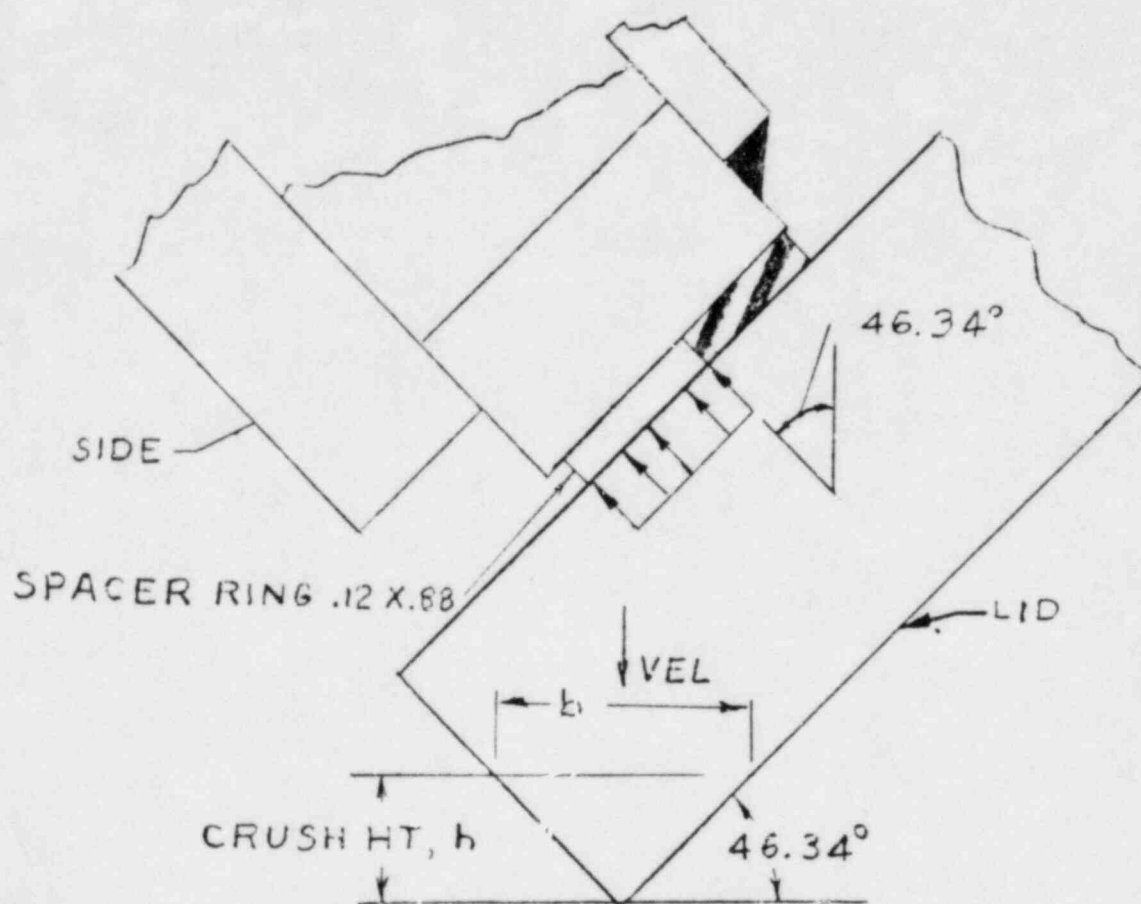 46.34°
SIDE
SPACER RING .12 X.88
LID
VEL
b
CRUSH HT, h
46.34°